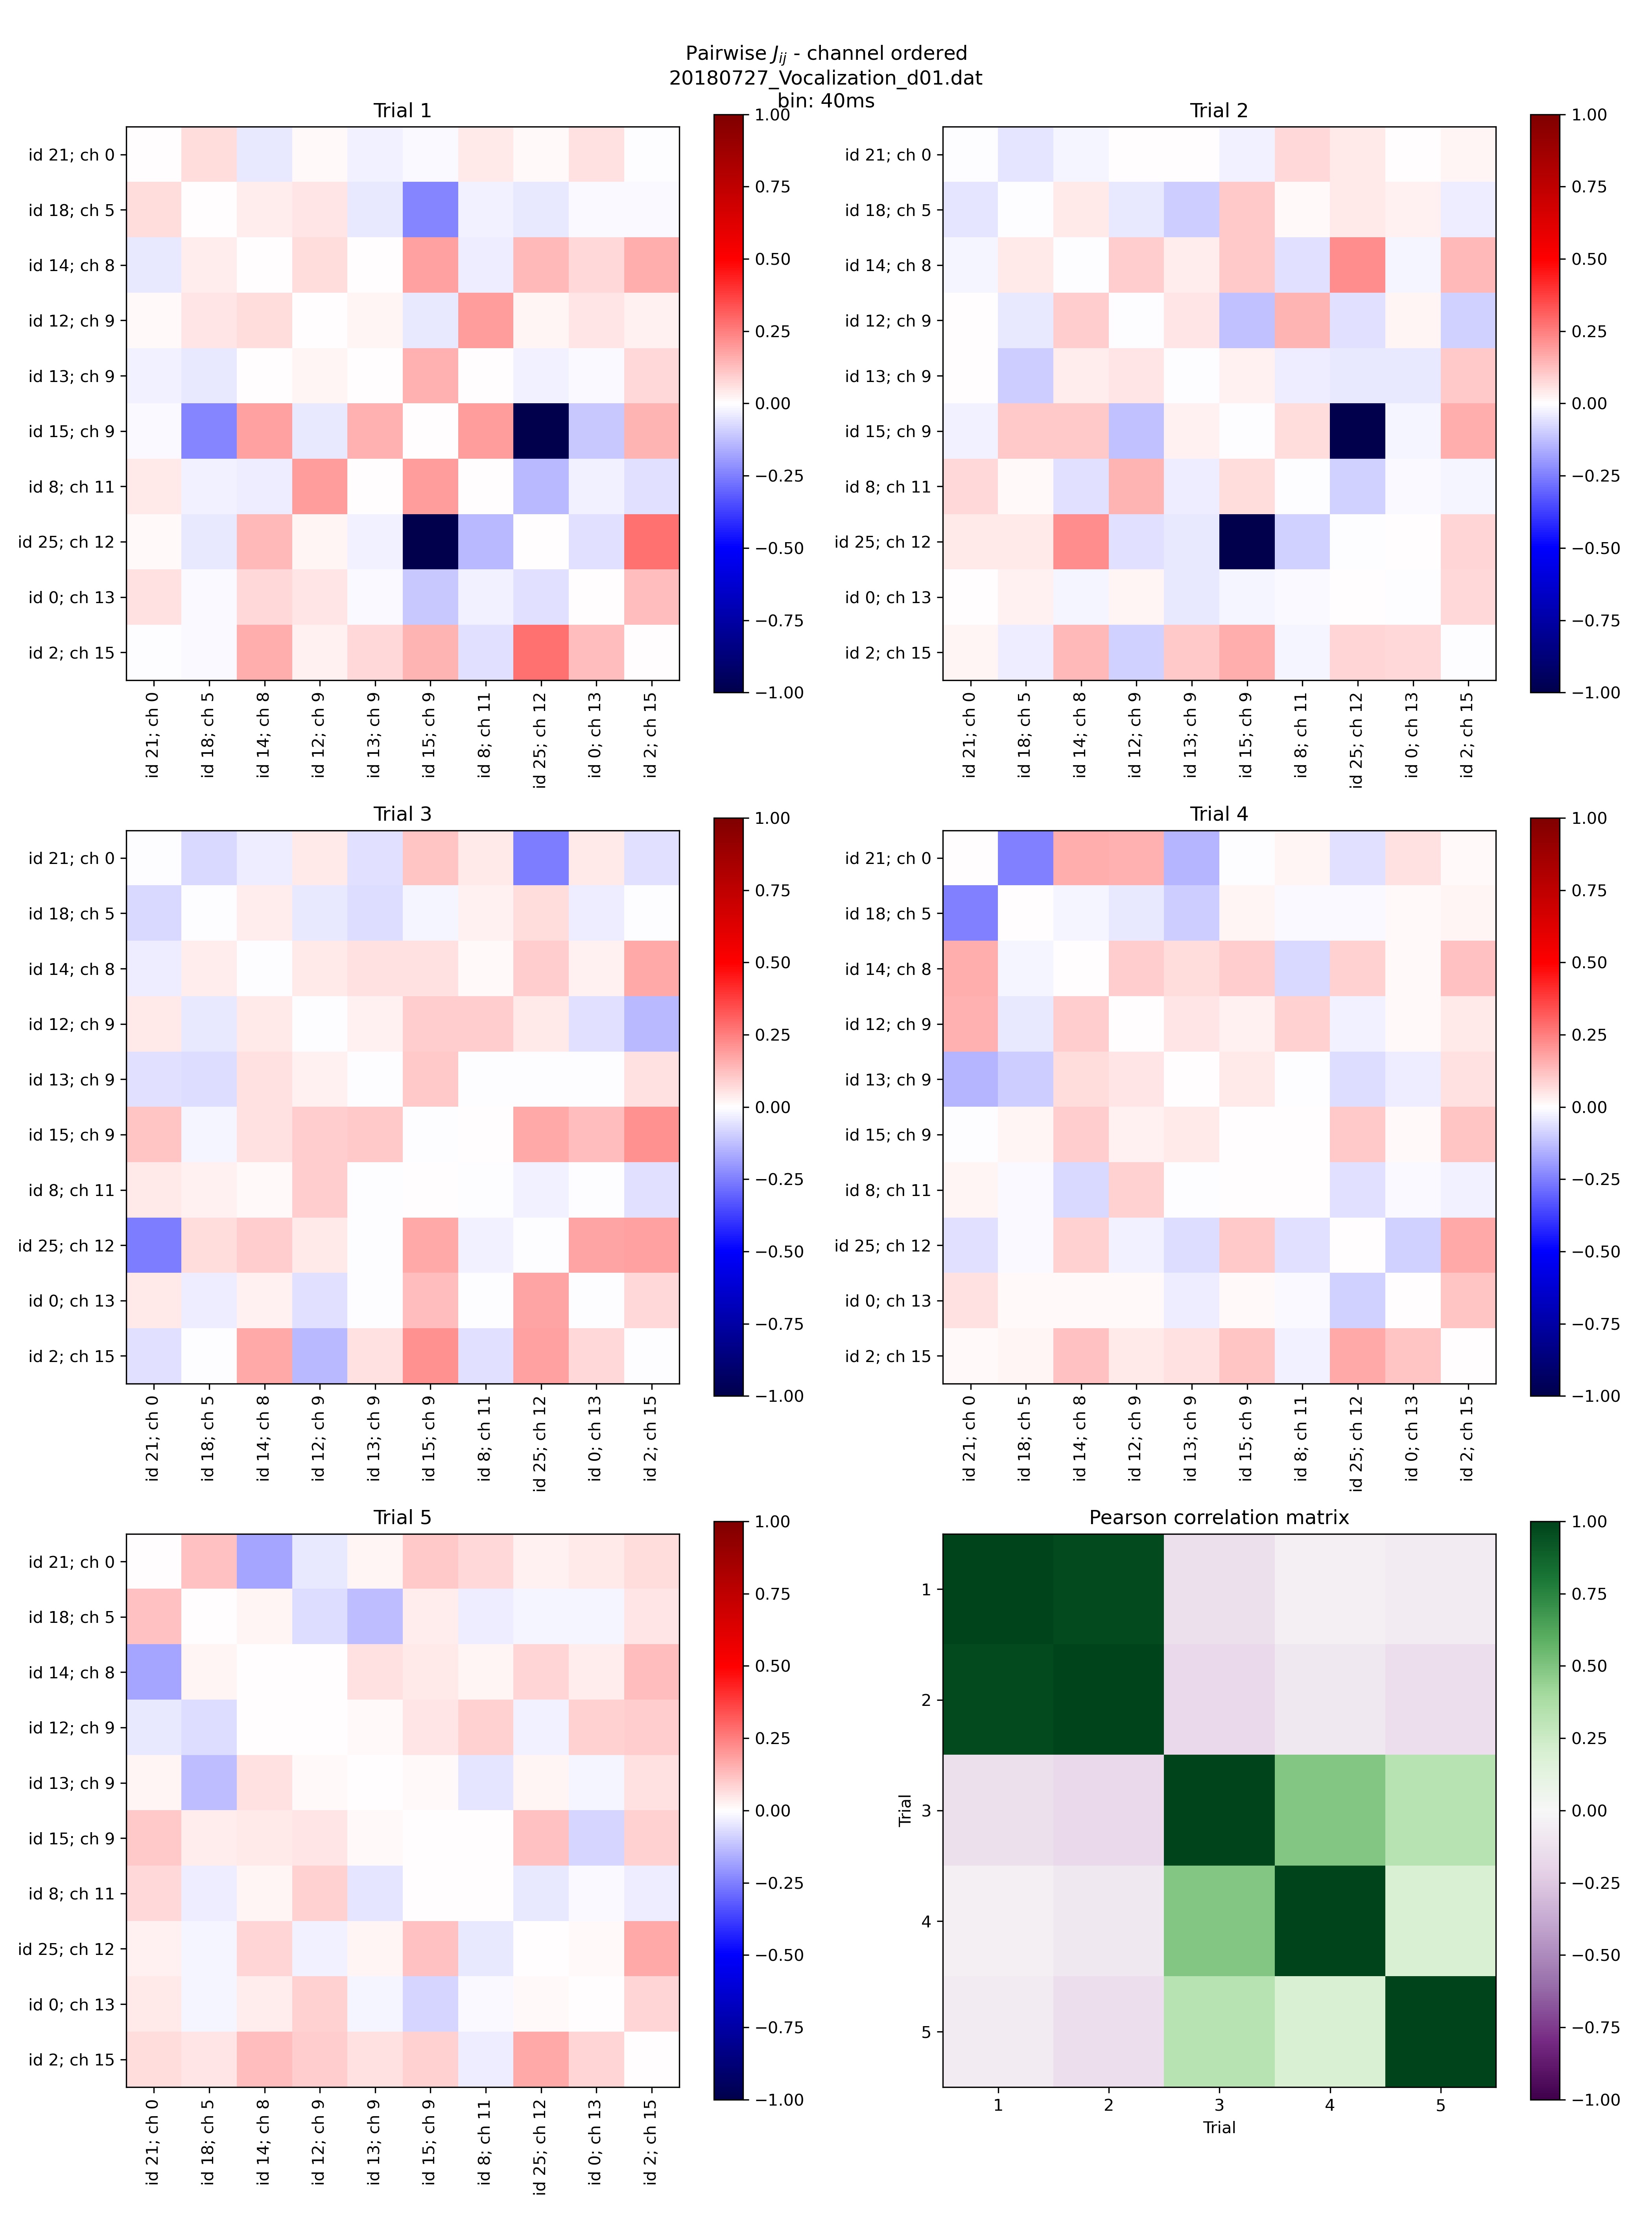 Pairwise J_ij - channel ordered
20180727_Vocalization_d01.dat
bin: 40ms
Trial 1
id 21; ch 0
id 18; ch 5
id 14; ch 8
id 12; ch 9
id 13; ch 9
id 15; ch 9
id 8; ch 11
id 25; ch 12
id 0; ch 13
id 2; ch 15
id 21; ch 0
id 18; ch 5
id 14; ch 8
id 12; ch 9
id 13; ch 9
id 15; ch 9
id 8; ch 11
id 25; ch 12
id 0; ch 13
id 2; ch 15
1.00
0.75
0.50
0.25
0.00
−0.25
−0.50
−0.75
−1.00
Trial 2
id 21; ch 0
id 18; ch 5
id 14; ch 8
id 12; ch 9
id 13; ch 9
id 15; ch 9
id 8; ch 11
id 25; ch 12
id 0; ch 13
id 2; ch 15
id 21; ch 0
id 18; ch 5
id 14; ch 8
id 12; ch 9
id 13; ch 9
id 15; ch 9
id 8; ch 11
id 25; ch 12
id 0; ch 13
id 2; ch 15
1.00
0.75
0.50
0.25
0.00
−0.25
−0.50
−0.75
−1.00
Trial 3
id 21; ch 0
id 18; ch 5
id 14; ch 8
id 12; ch 9
id 13; ch 9
id 15; ch 9
id 8; ch 11
id 25; ch 12
id 0; ch 13
id 2; ch 15
id 21; ch 0
id 18; ch 5
id 14; ch 8
id 12; ch 9
id 13; ch 9
id 15; ch 9
id 8; ch 11
id 25; ch 12
id 0; ch 13
id 2; ch 15
1.00
0.75
0.50
0.25
0.00
−0.25
−0.50
−0.75
−1.00
Trial 4
id 21; ch 0
id 18; ch 5
id 14; ch 8
id 12; ch 9
id 13; ch 9
id 15; ch 9
id 8; ch 11
id 25; ch 12
id 0; ch 13
id 2; ch 15
id 21; ch 0
id 18; ch 5
id 14; ch 8
id 12; ch 9
id 13; ch 9
id 15; ch 9
id 8; ch 11
id 25; ch 12
id 0; ch 13
id 2; ch 15
1.00
0.75
0.50
0.25
0.00
−0.25
−0.50
−0.75
−1.00
Trial 5
id 21; ch 0
id 18; ch 5
id 14; ch 8
id 12; ch 9
id 13; ch 9
id 15; ch 9
id 8; ch 11
id 25; ch 12
id 0; ch 13
id 2; ch 15
id 21; ch 0
id 18; ch 5
id 14; ch 8
id 12; ch 9
id 13; ch 9
id 15; ch 9
id 8; ch 11
id 25; ch 12
id 0; ch 13
id 2; ch 15
1.00
0.75
0.50
0.25
0.00
−0.25
−0.50
−0.75
−1.00
Pearson correlation matrix
Trial
1
2
3
4
5
1
2
3
4
5
Trial
1.00
0.75
0.50
0.25
0.00
−0.25
−0.50
−0.75
−1.00